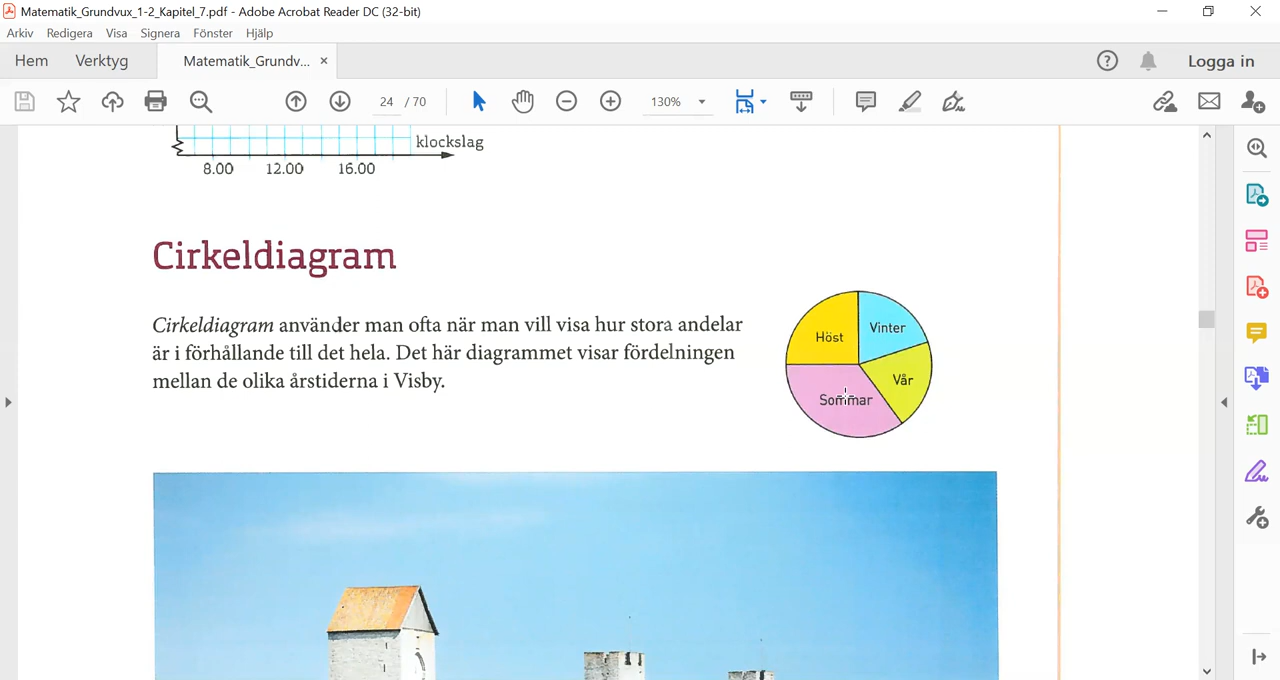 Matematik_Grundvux_1-2_Kapitel_7.pdf - Adobe Acrobat Reader DC (32-bit)
Arkiv Redigera Visa Signera Fönster Hjälp
Hem Verktyg Matematik_Grundv... × Logga in
24 / 70 130%
klockslag
8.00 12.00 16.00
Cirkeldiagram
Cirkeldiagram använder man ofta när man vill visa hur stora andelar
är i förhållande till det hela. Det här diagrammet visar fördelningen
mellan de olika årstiderna i Visby.
Höst Vinter
Vår
Sommar